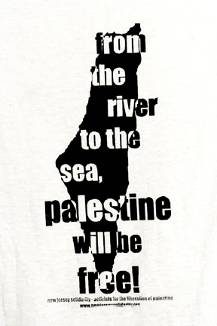 from
the
river
to the
sea,
palestine
will be
free!
new jersey solidarity - activists for the liberation of palestine